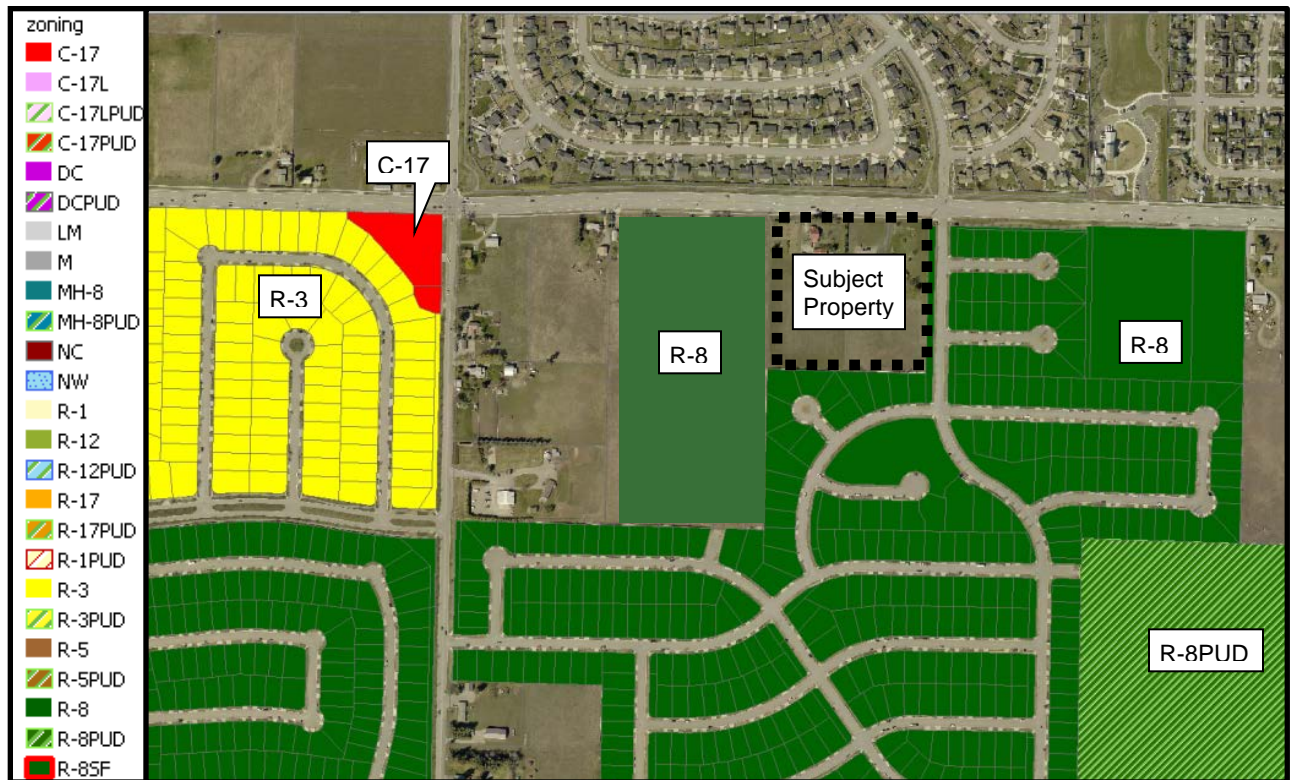 zoning
C-17
C-17L
C-17LPUD
C-17PUD
DC
DCPUD
LM
M
MH-8
MH-8PUD
NC
NW
R-1
R-12
R-12PUD
R-17
R-17PUD
R-1PUD
R-3
R-3PUD
R-5
R-5PUD
R-8
R-8PUD
R-8SF
C-17
R-3
Subject
Property
R-8
R-8
R-8PUD